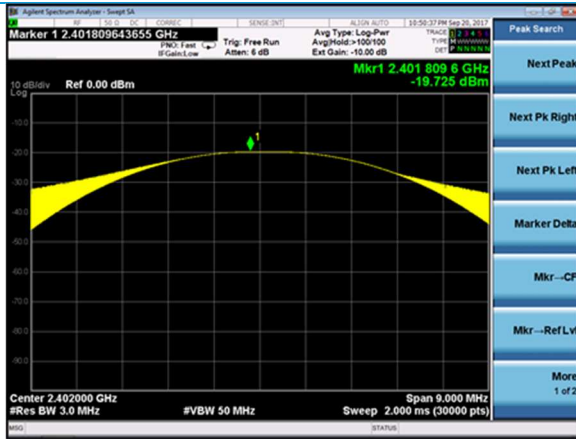 Agilent Spectrum Analyzer - Swept SA
RF 50 Ω DC CORREC SENSE:INT ALIGN AUTO 10:50:37 PM Sep 20, 2017
Marker 1 2.401809643655 GHz
PNO: Fast
IFGain:Low
Trig: Free Run
Atten: 6 dB
Avg Type: Log-Pwr
Avg|Hold:>100/100
Ext Gain: -10.00 dB
TRACE 1 2 3 4 5 6
TYPE M WWWWW
DET P N N N N N
Peak Search
Mkr1 2.401 809 6 GHz
-19.725 dBm
10 dB/div Ref 0.00 dBm
Log
1
-10.0
-20.0
-30.0
-40.0
-50.0
-60.0
-70.0
-80.0
-90.0
Next Peak
Next Pk Right
Next Pk Left
Marker Delta
Mkr→CF
Mkr→Ref Lvl
More
1 of 2
Center 2.402000 GHz Span 9.000 MHz
#Res BW 3.0 MHz #VBW 50 MHz Sweep 2.000 ms (30000 pts)
MSG STATUS